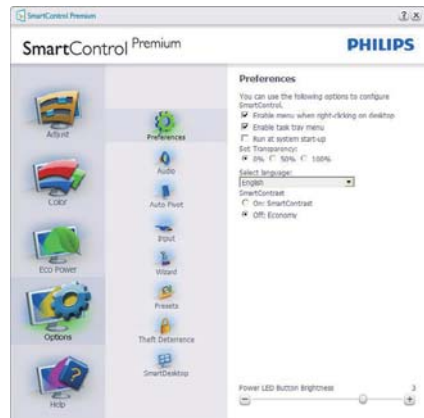 SmartControl Premium
SmartControl Premium
PHILIPS
Adjust
Color
Eco Power
Options
Help
Preferences
Audio
Auto Pivot
Input
Wizard
Presets
Theft Deterrence
SmartDesktop
Preferences
You can use the following options to configure
SmartControl.
Enable menu when right-clicking on desktop
Enable task tray menu
Run at system start-up
Set Transparency:
0% 50% 100%
Select language:
English
SmartContrast
On: SmartContrast
Off: Economy
Power LED Button Brightness 3